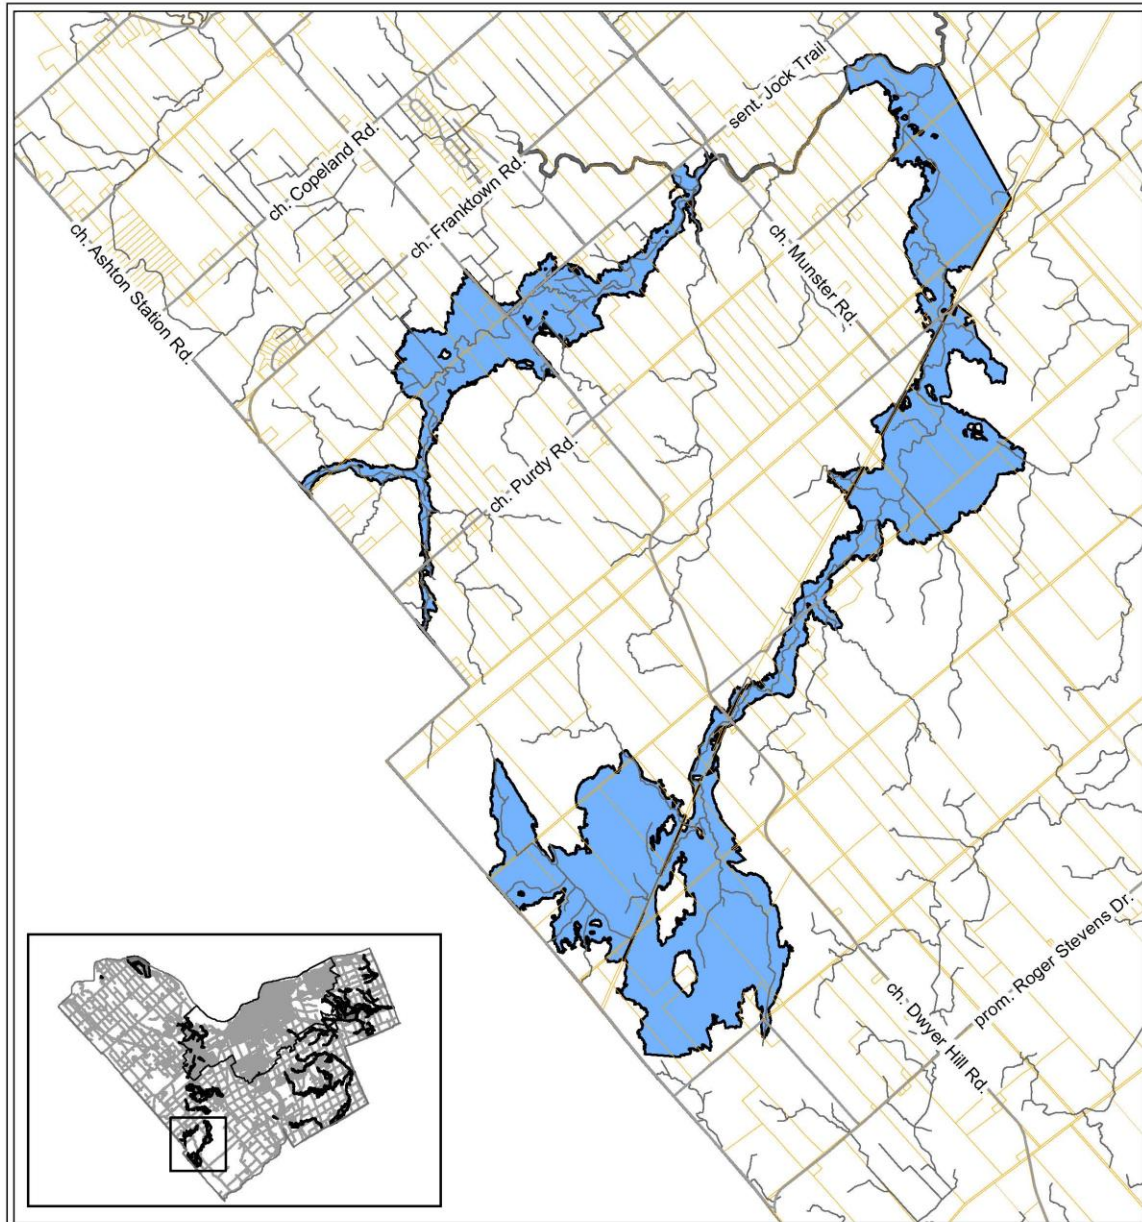 sent. Jock Trail
ch. Copeland Rd.
ch. Franktown Rd.
ch. Ashton Station Rd.
ch. Munster Rd.
ch. Purdy Rd.
prom. Roger Stevens Dr.
ch. Dwyer Hill Rd.